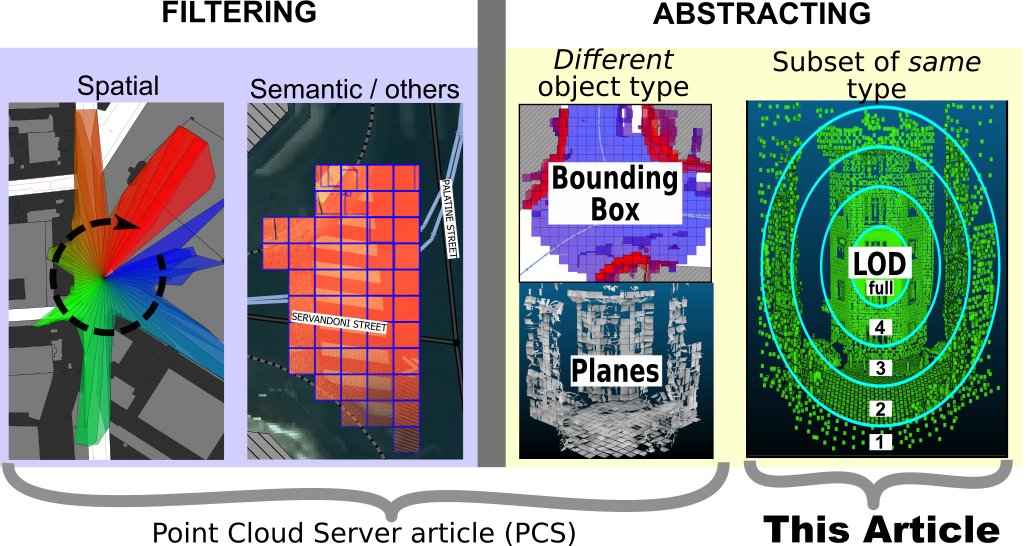 FILTERING
ABSTRACTING
Spatial
Semantic / others
Different
object type
Subset of same
type
PALATINE STREET
SERVANDONI STREET
Bounding
Box
Planes
LOD
full
4
3
2
1
Point Cloud Server article (PCS)
This Article